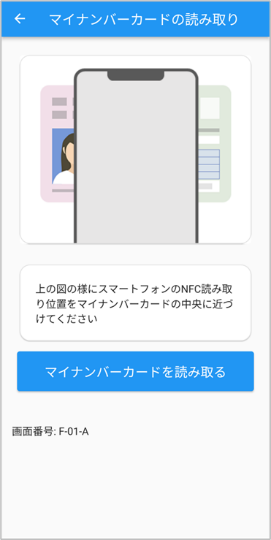 マイナンバーカードの読み取り
上の図の様にスマートフォンのNFC読み取
り位置をマイナンバーカードの中央に近づ
けてください
マイナンバーカードを読み取る
画面番号: F-01-A